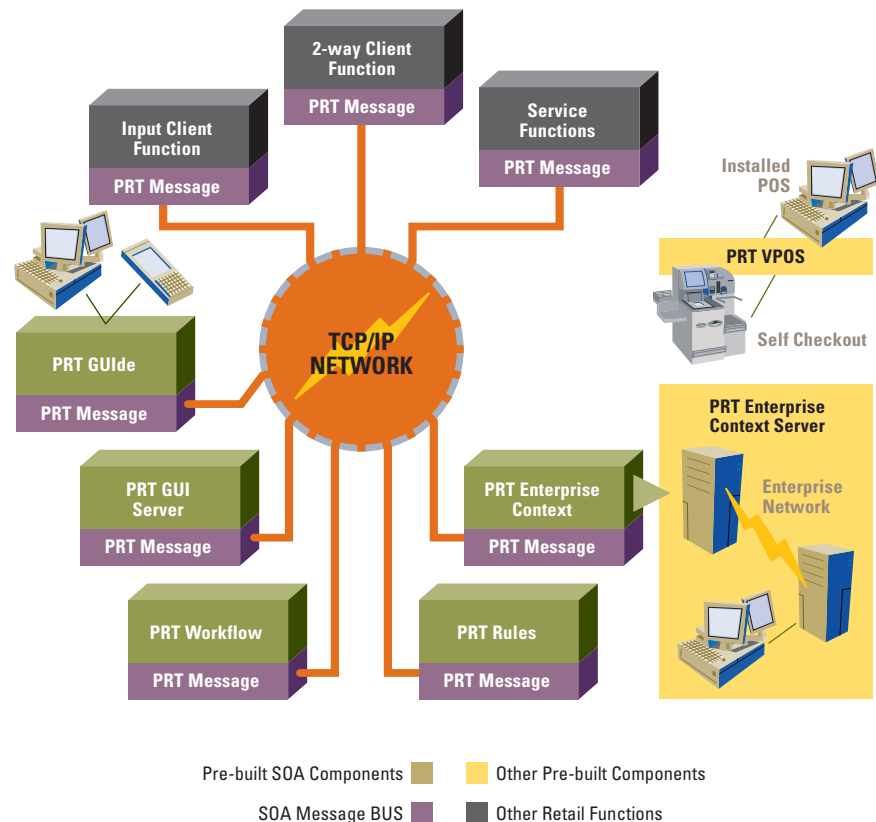 2-way Client
Function
PRT Message
Input Client
Function
PRT Message
Service
Functions
PRT Message
Installed
POS
PRT VPOS
Self Checkout
TCP/IP
NETWORK
PRT GUIde
PRT Message
PRT GUI
Server
PRT Message
PRT Enterprise
Context
PRT Message
PRT Enterprise
Context Server
Enterprise
Network
PRT Workflow
PRT Message
PRT Rules
PRT Message
Pre-built SOA Components
Other Pre-built Components
SOA Message BUS
Other Retail Functions